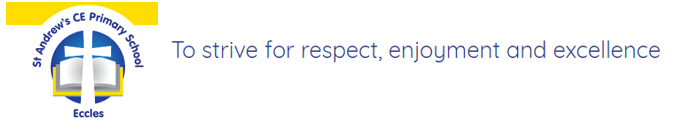 St Andrew's CE Primary School
Eccles
To strive for respect, enjoyment and excellence